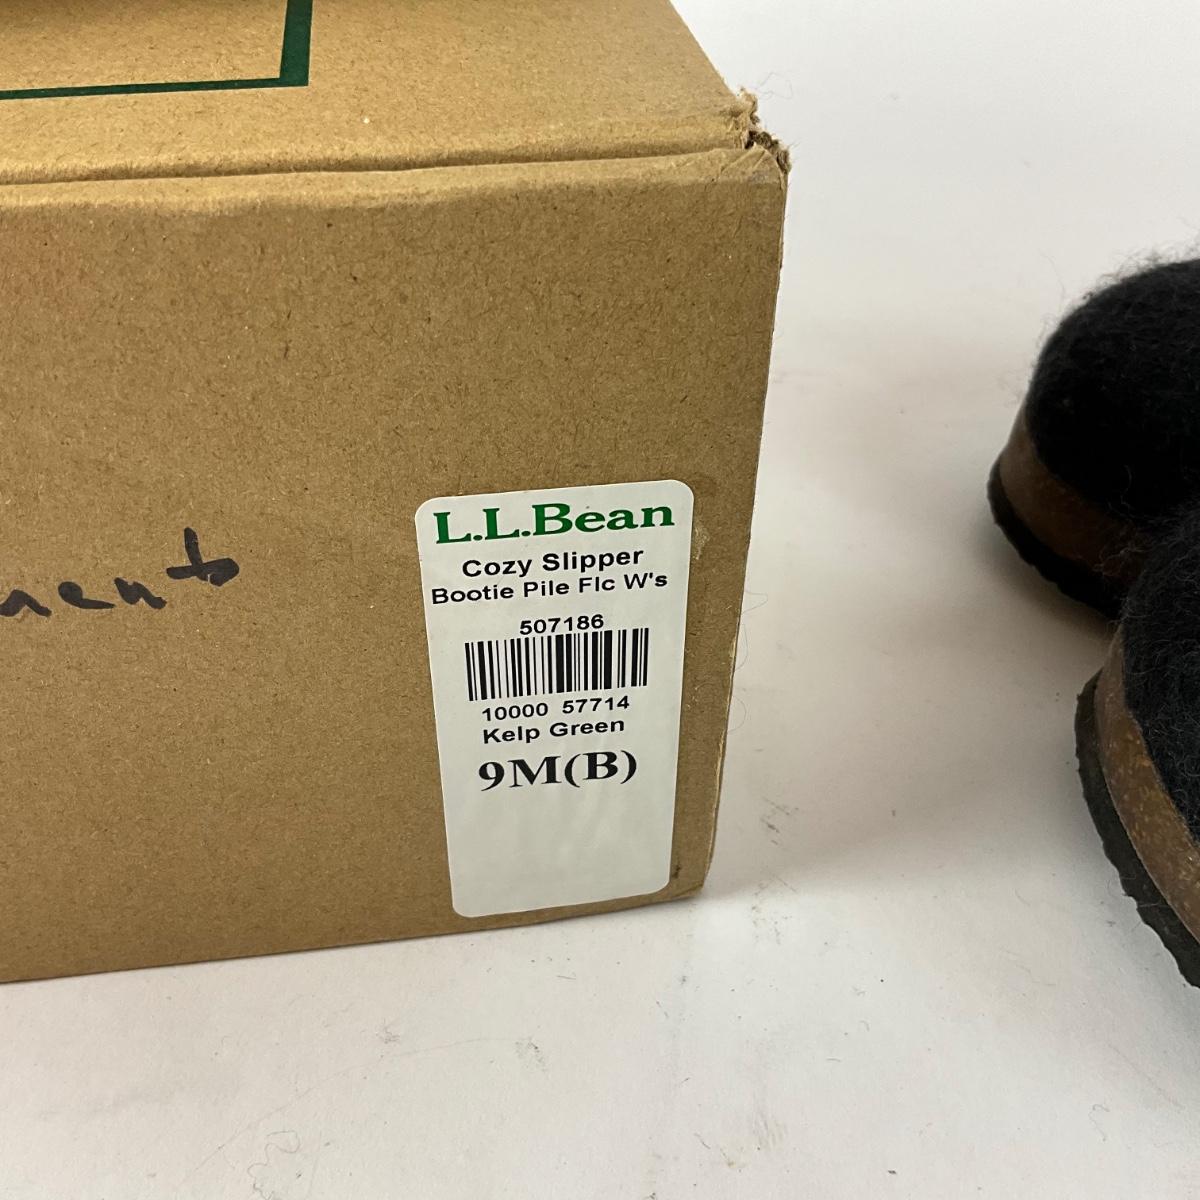 L.L.Bean
Cozy Slipper
Bootie Pile Flc W's
507186
10000 57714
Kelp Green
9M(B)